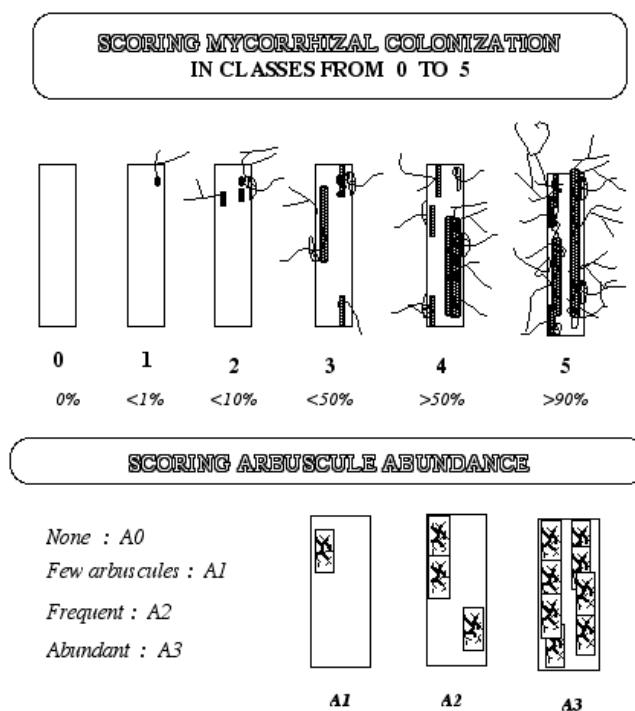 SCORING MYCORRHIZAL COLONIZATION
IN CLASSES FROM 0 TO 5
0 1 2 3 4 5
0% <1% <10% <50% >50% >90%
SCORING ARBUSCULE ABUNDANCE
None : A0
Few arbuscules : A1
Frequent : A2
Abundant : A3
A1 A2 A3